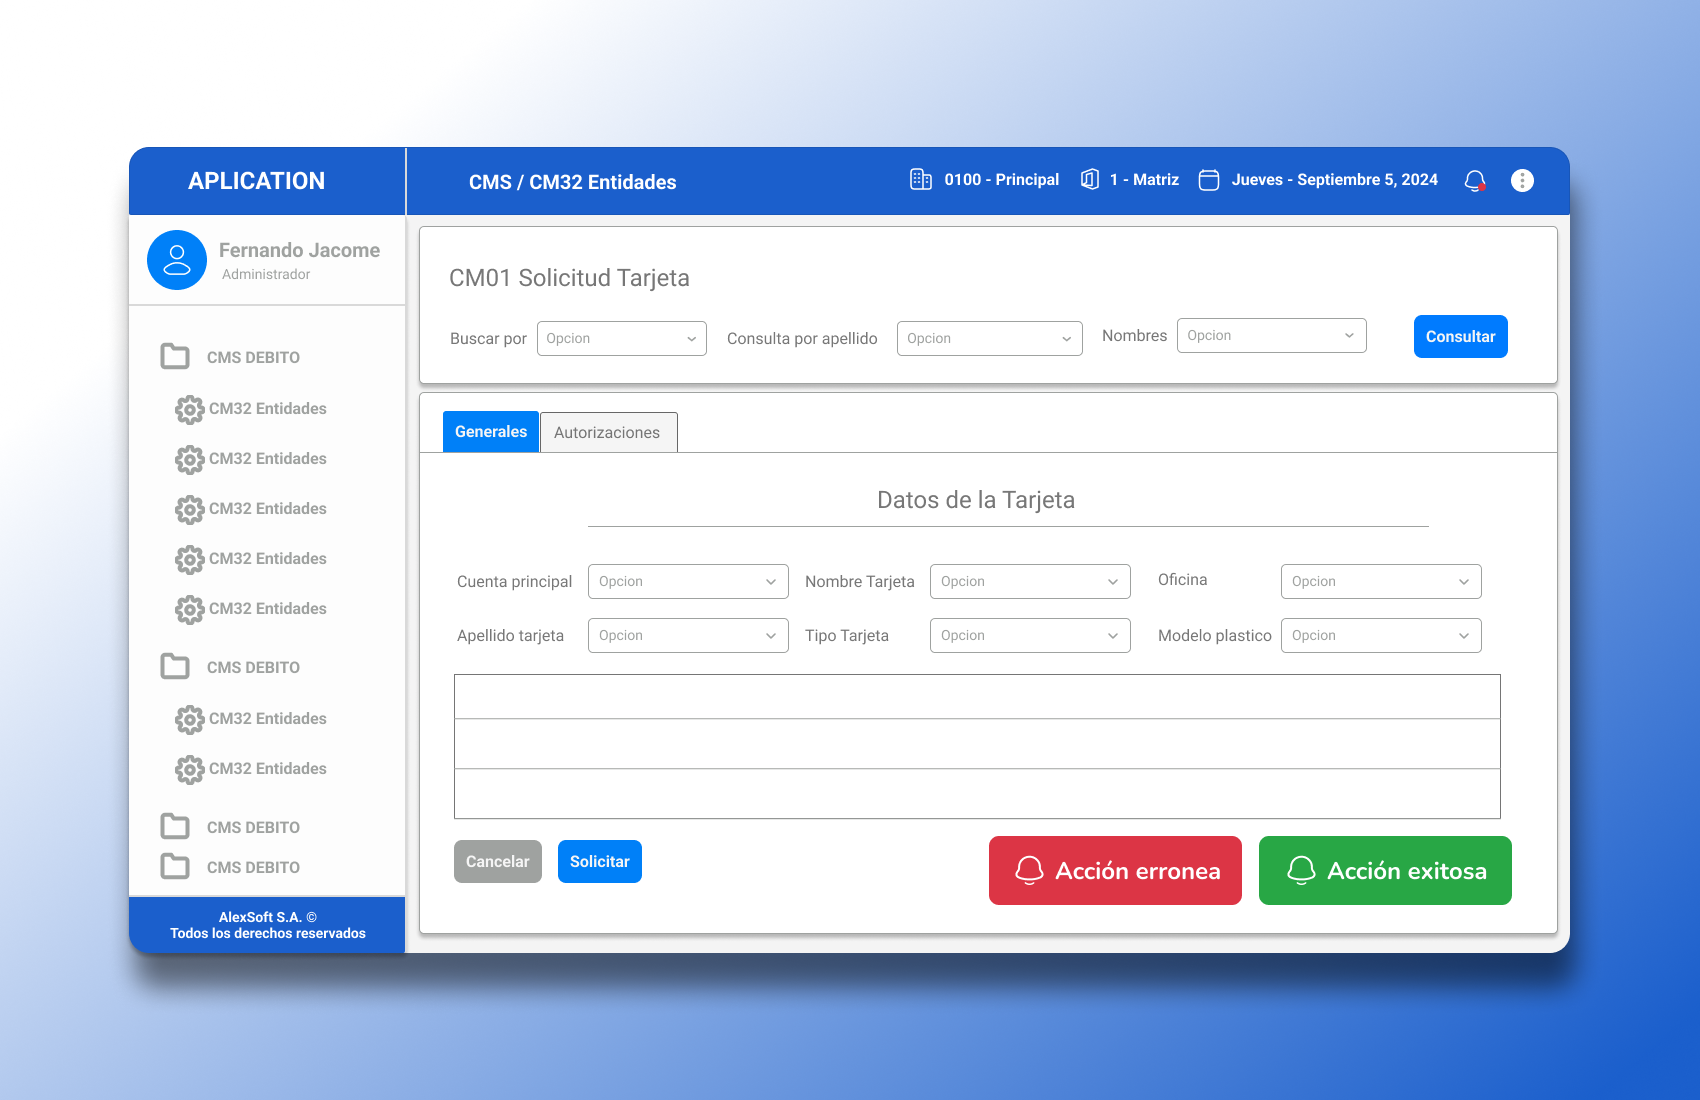 APLICATION
CMS / CM32 Entidades
0100 - Principal
1 - Matriz
Jueves - Septiembre 5, 2024
Fernando Jacome
Administrador
CMS DEBITO
CM32 Entidades
CM32 Entidades
CM32 Entidades
CM32 Entidades
CM32 Entidades
CMS DEBITO
CM32 Entidades
CM32 Entidades
CMS DEBITO
CMS DEBITO
AlexSoft S.A. ©
Todos los derechos reservados
CM01 Solicitud Tarjeta
Buscar por
Opcion
Consulta por apellido
Opcion
Nombres
Opcion
Consultar
Generales
Autorizaciones
Datos de la Tarjeta
Cuenta principal
Opcion
Nombre Tarjeta
Opcion
Oficina
Opcion
Apellido tarjeta
Opcion
Tipo Tarjeta
Opcion
Modelo plastico
Opcion
Cancelar
Solicitar
Acción erronea
Acción exitosa